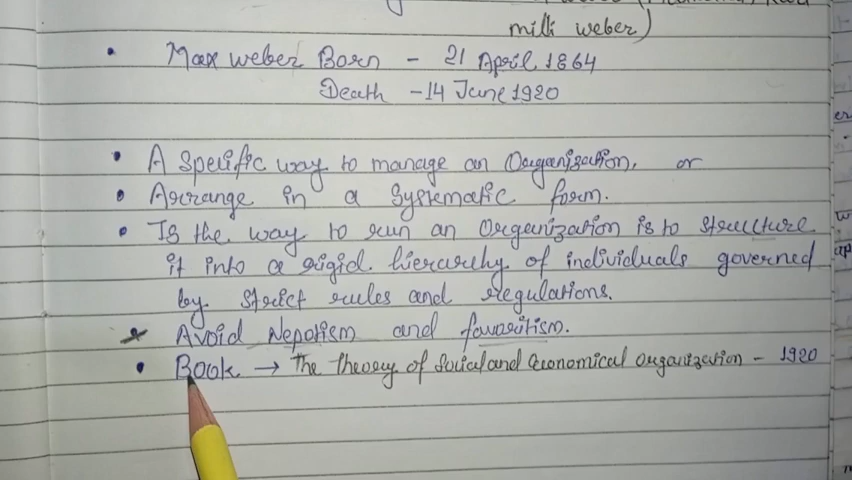 milli weber)
• Max weber Born - 21 April 1864
Death - 14 June 1920
• A Specific way to manage an Organization, or
• Arrange in a Systematic form.
• Is the way to run an Organization is to structure
it into a rigid hierarchy of individuals governed
by strict rules and regulations.
* Avoid Nepotism and favouritism.
• Book → The Theory of Social and economical Organization - 1920